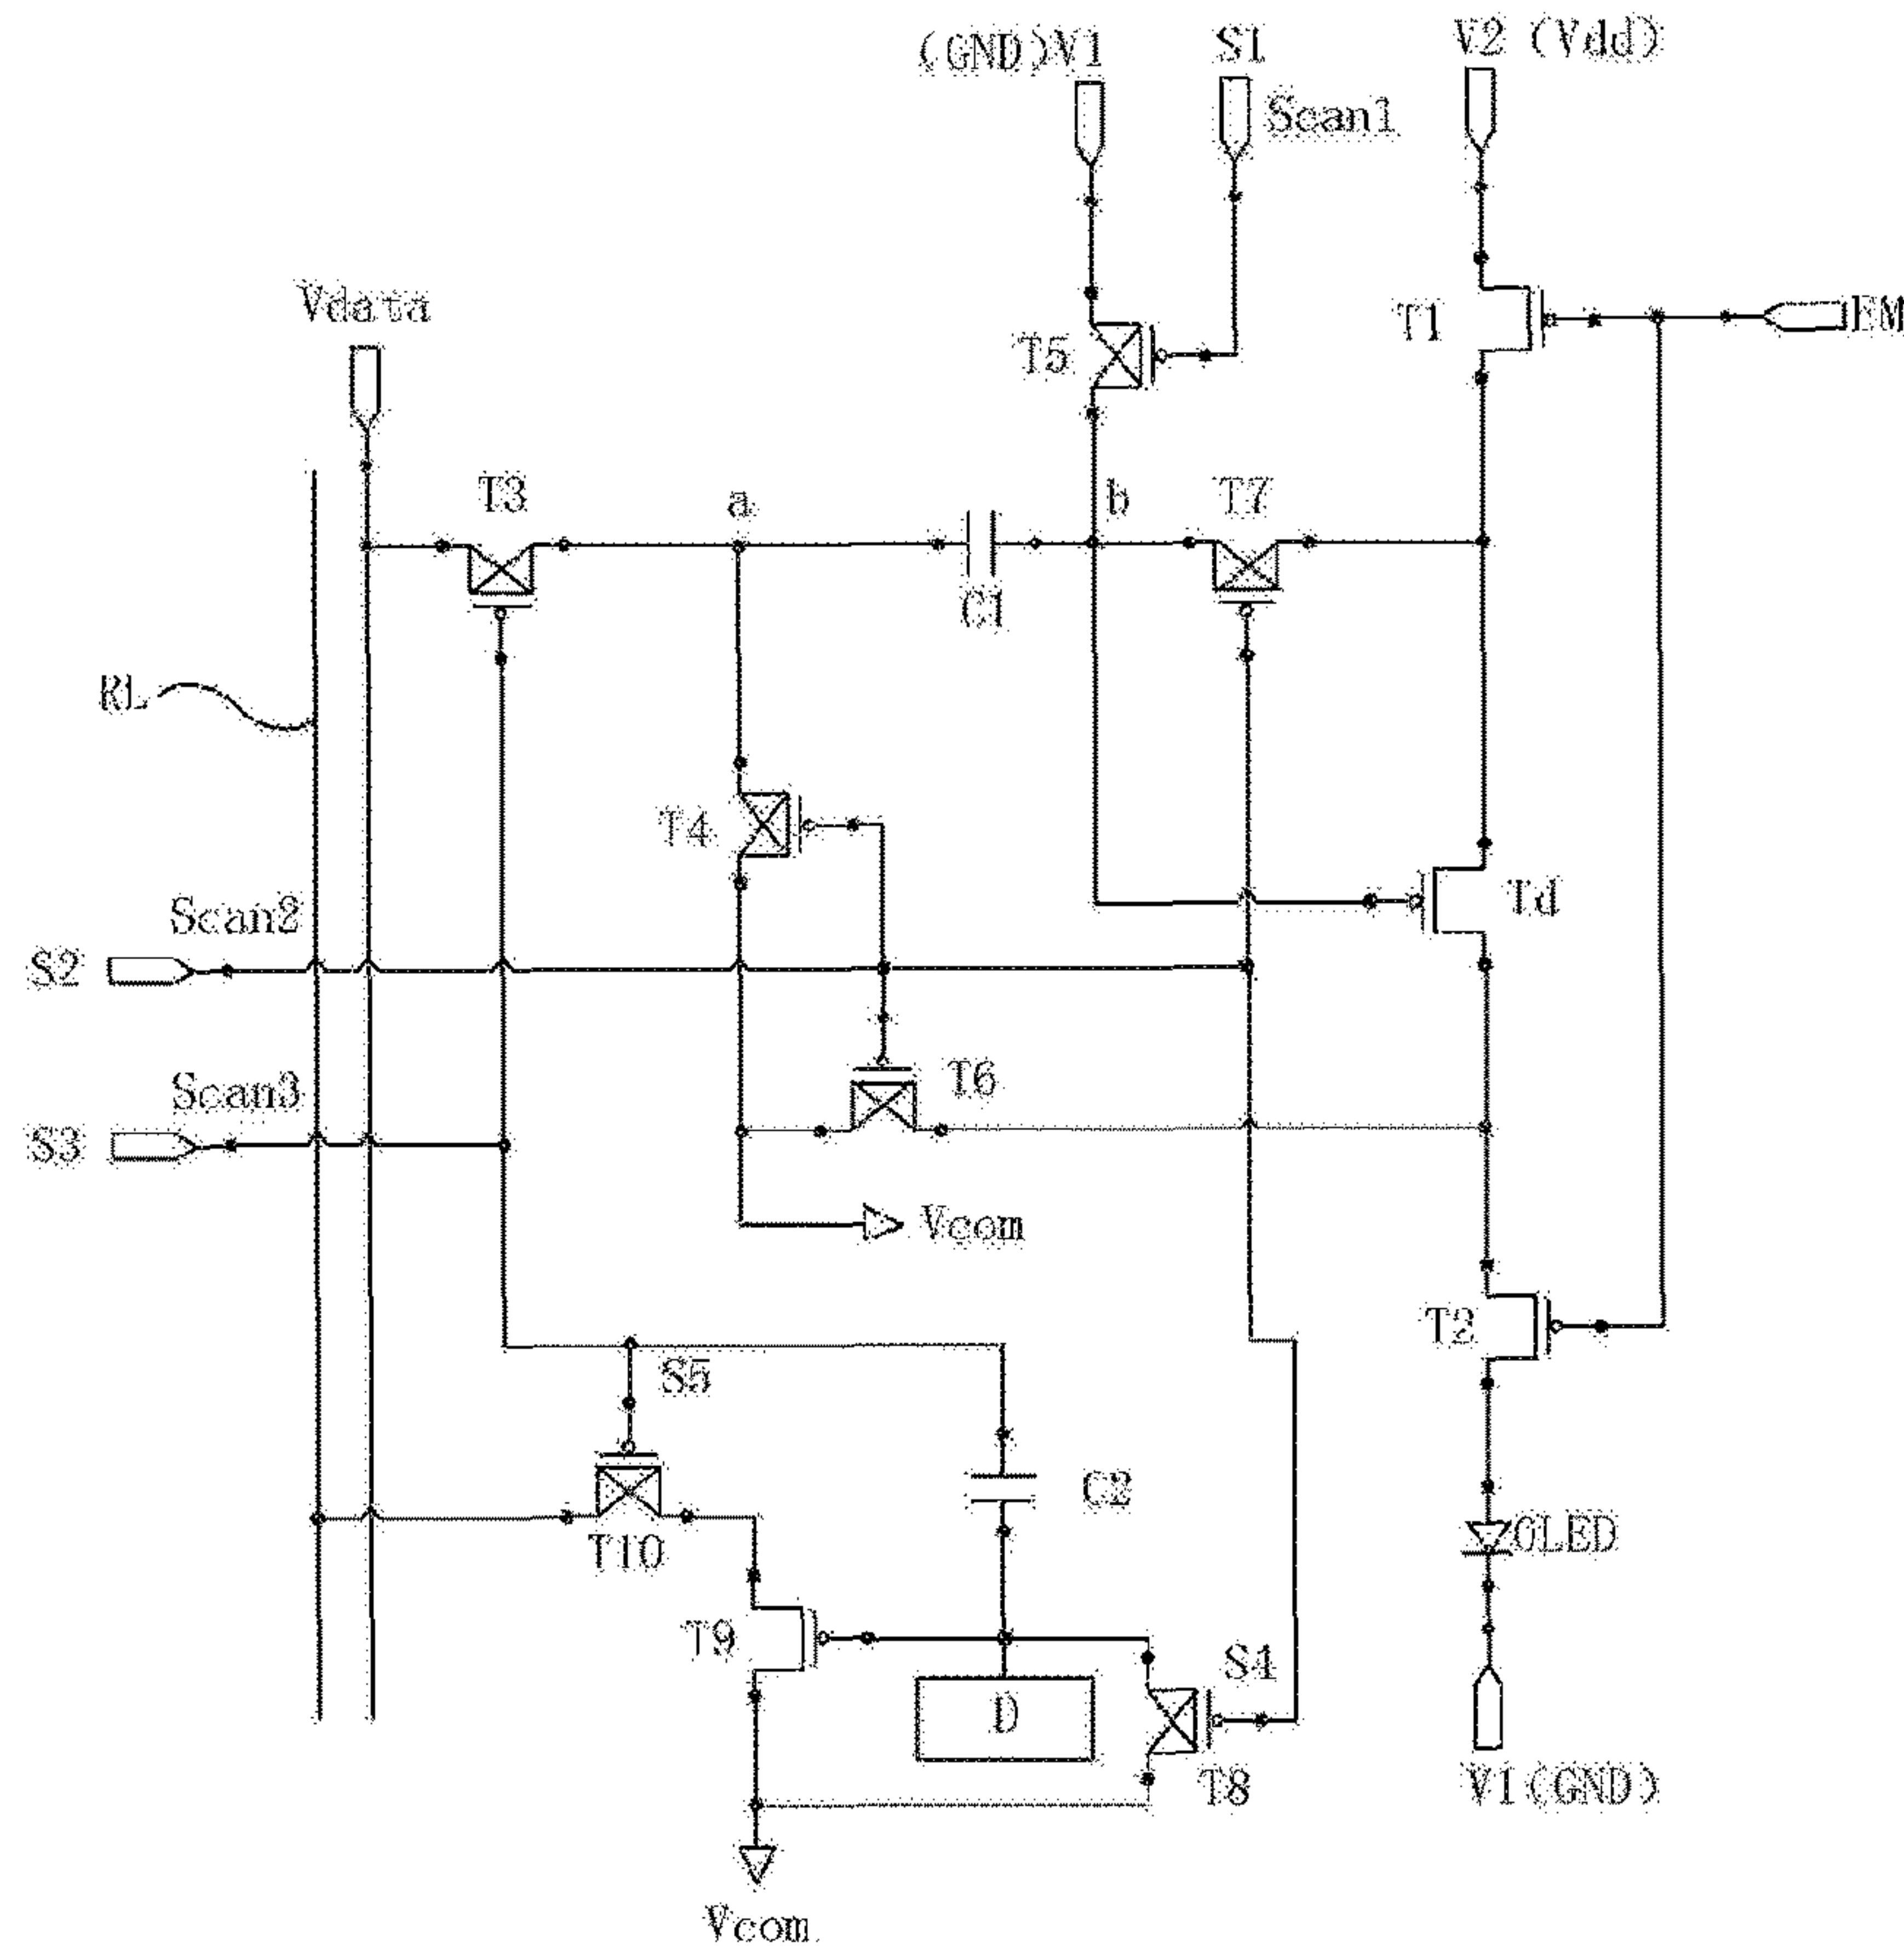 (GND)V1
S1
V2 (Vdd)
Scan1
Vdata
T5
T1
EM
T3
a
b
T7
C1
RL
T4
Td
Scan2
S2
T6
Scan3
S3
Vcom
T2
S5
C2
OLED
T10
T9
S4
D
T8
V1(GND)
Vcom